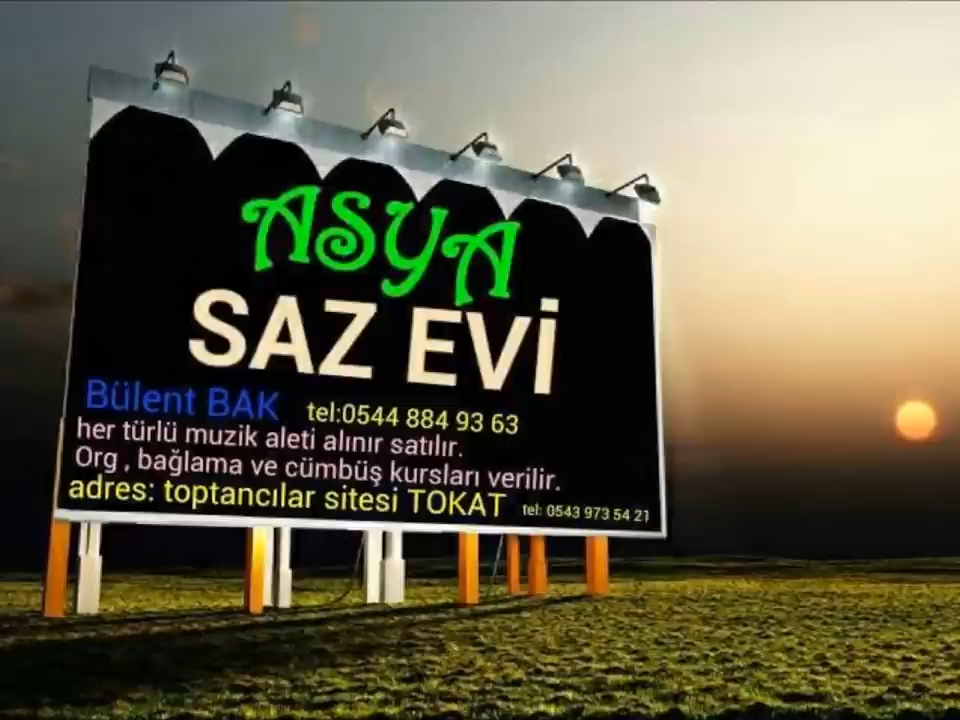 ASYA
SAZ EVİ
Bülent BAK tel:0544 884 93 63
her türlü muzik aleti alınır satılır.
Org , bağlama ve cümbüş kursları verilir.
adres: toptancılar sitesi TOKAT tel: 0543 973 54 21